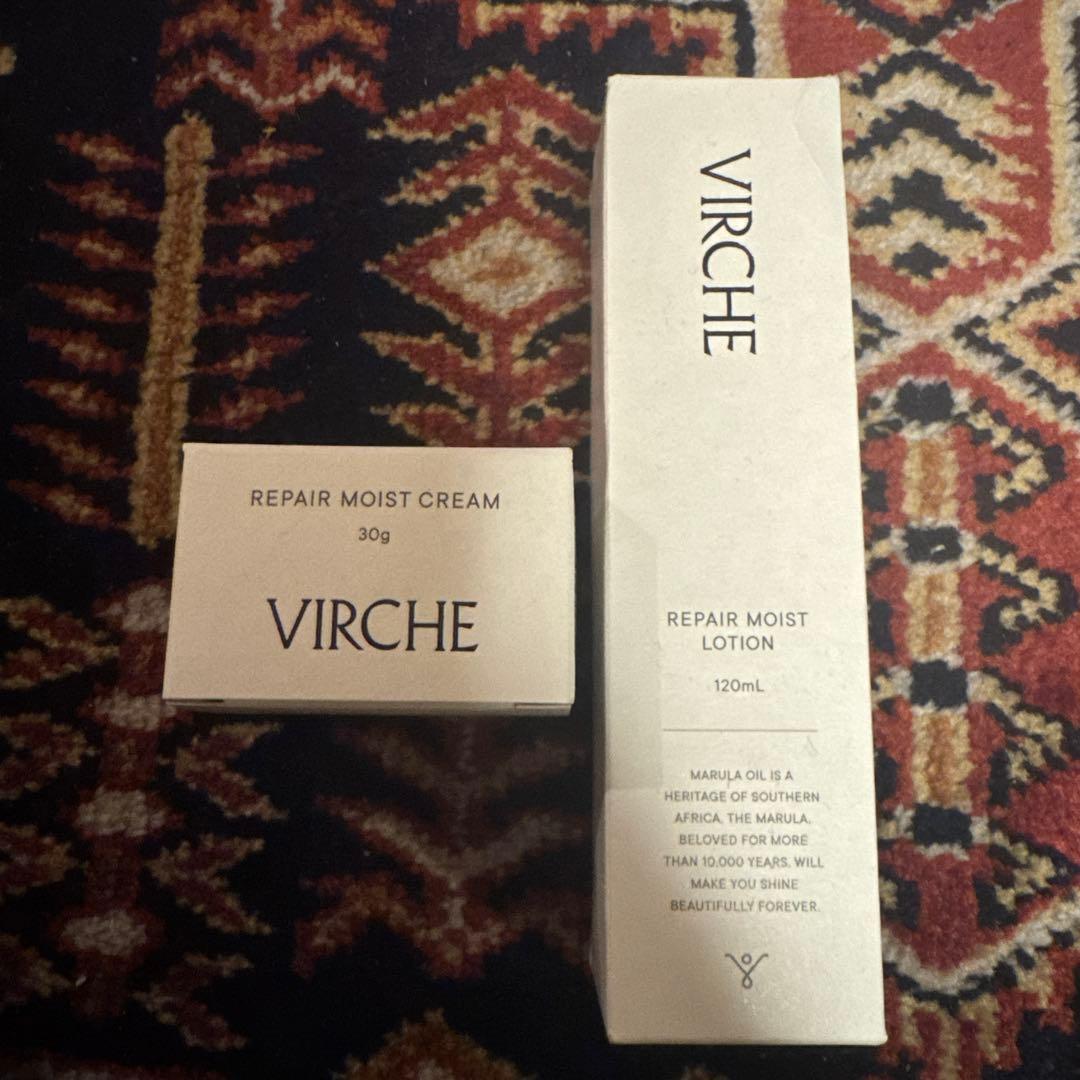 REPAIR MOIST CREAM
30g
VIRCHE
VIRCHE
REPAIR MOIST
LOTION
120mL
MARULA OIL IS A
HERITAGE OF SOUTHERN
AFRICA. THE MARULA,
BELOVED FOR MORE
THAN 10,000 YEARS, WILL
MAKE YOU SHINE
BEAUTIFULLY FOREVER.